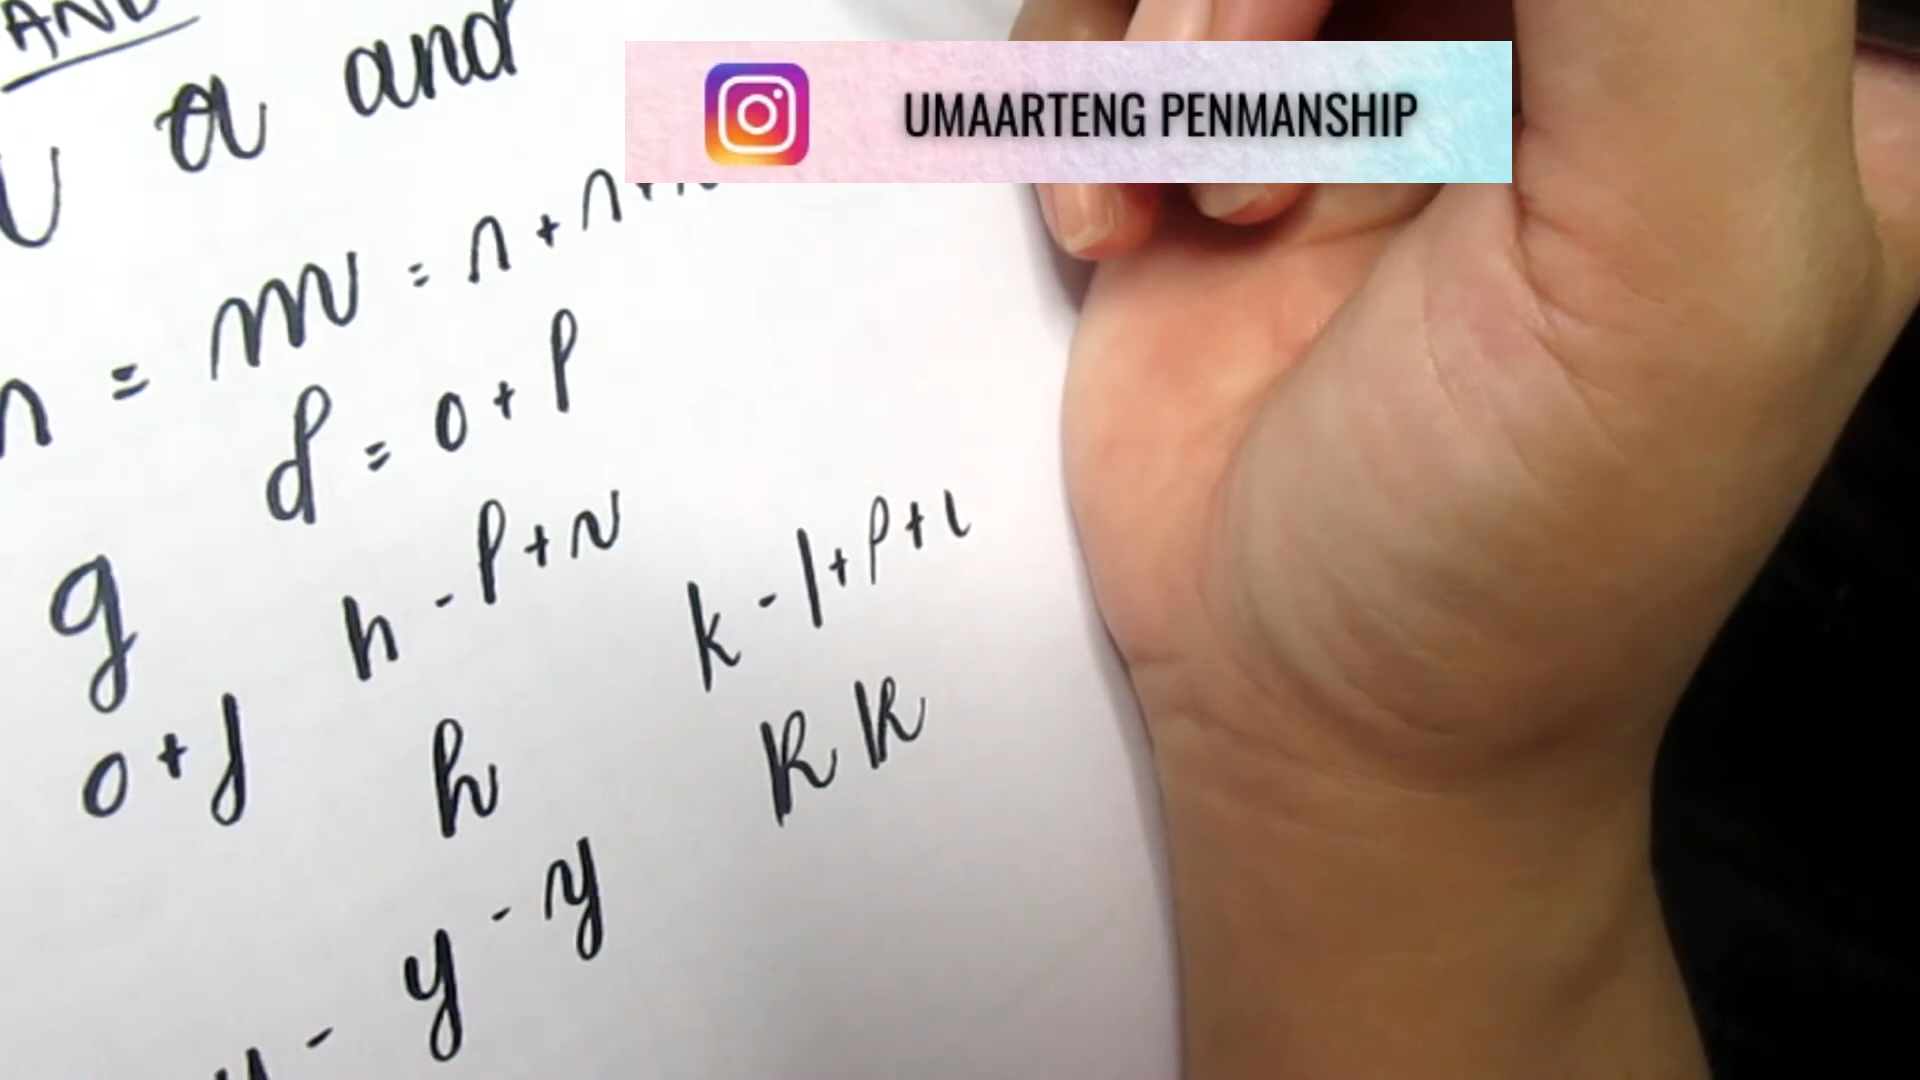 AND
UMAARTENG PENMANSHIP
U a and
n = m = n + n + n
d = o + p
g h - p + n k - l + p + l
o + j h k k
y - y - y